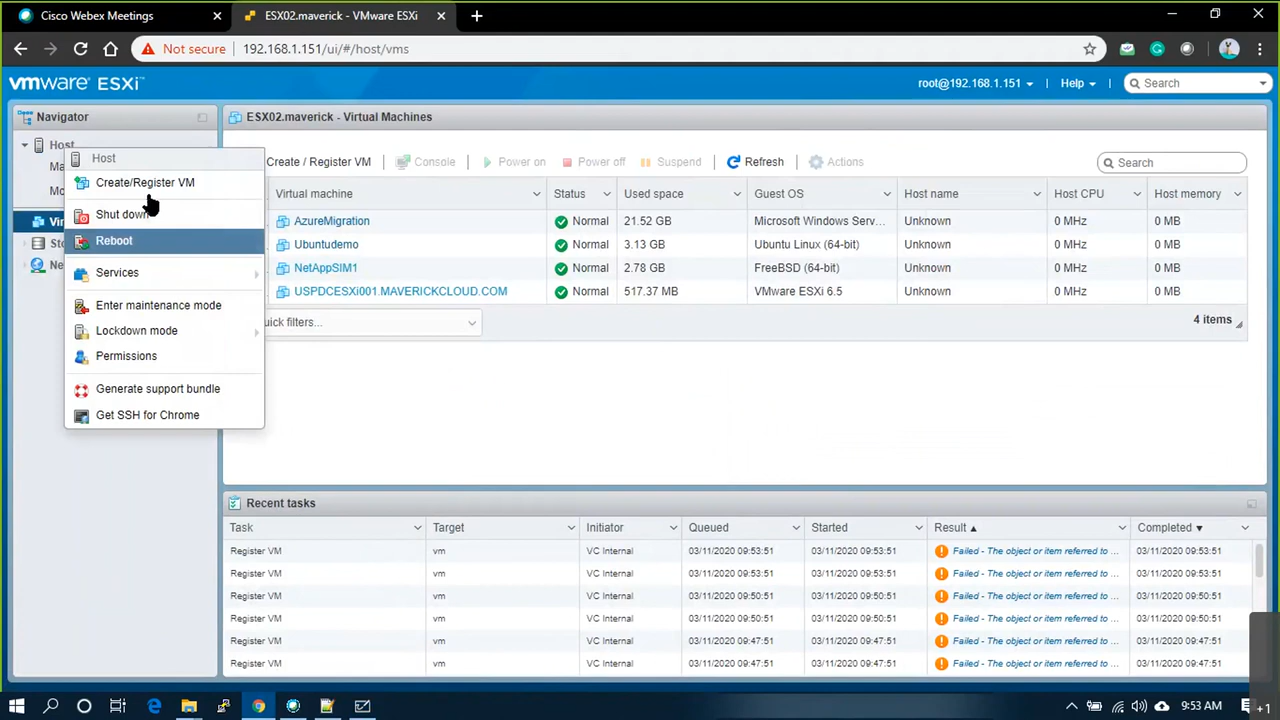 Cisco Webex Meetings
ESX02.maverick - VMware ESXi
Not secure
192.168.1.151/ui/#/host/vms
vmware ESXi
root@192.168.1.151
Help
Search
Navigator
ESX02.maverick - Virtual Machines
Host
Host
Create/Register VM
Shut down
Reboot
Services
Enter maintenance mode
Lockdown mode
Permissions
Generate support bundle
Get SSH for Chrome
Create / Register VM
Console
Power on
Power off
Suspend
Refresh
Actions
Search
Virtual machine Status Used space Guest OS Host name Host CPU Host memory
AzureMigration Normal 21.52 GB Microsoft Windows Serv... Unknown 0 MHz 0 MB
Ubuntudemo Normal 3.13 GB Ubuntu Linux (64-bit) Unknown 0 MHz 0 MB
NetAppSIM1 Normal 2.78 GB FreeBSD (64-bit) Unknown 0 MHz 0 MB
USPDCESXi001.MAVERICKCLOUD.COM Normal 517.37 MB VMware ESXi 6.5 Unknown 0 MHz 0 MB
uick filters...
4 items
Recent tasks
Task Target Initiator Queued Started Result Completed
Register VM vm VC Internal 03/11/2020 09:53:51 03/11/2020 09:53:51 Failed - The object or item referred to ... 03/11/2020 09:53:51
Register VM vm VC Internal 03/11/2020 09:53:51 03/11/2020 09:53:51 Failed - The object or item referred to ... 03/11/2020 09:53:51
Register VM vm VC Internal 03/11/2020 09:50:51 03/11/2020 09:50:51 Failed - The object or item referred to ... 03/11/2020 09:50:51
Register VM vm VC Internal 03/11/2020 09:50:51 03/11/2020 09:50:51 Failed - The object or item referred to ... 03/11/2020 09:50:51
Register VM vm VC Internal 03/11/2020 09:47:51 03/11/2020 09:47:51 Failed - The object or item referred to ... 03/11/2020 09:47:51
Register VM vm VC Internal 03/11/2020 09:47:51 03/11/2020 09:47:51 Failed - The object or item referred to ... 03/11/2020 09:47:51
9:53 AM
+1